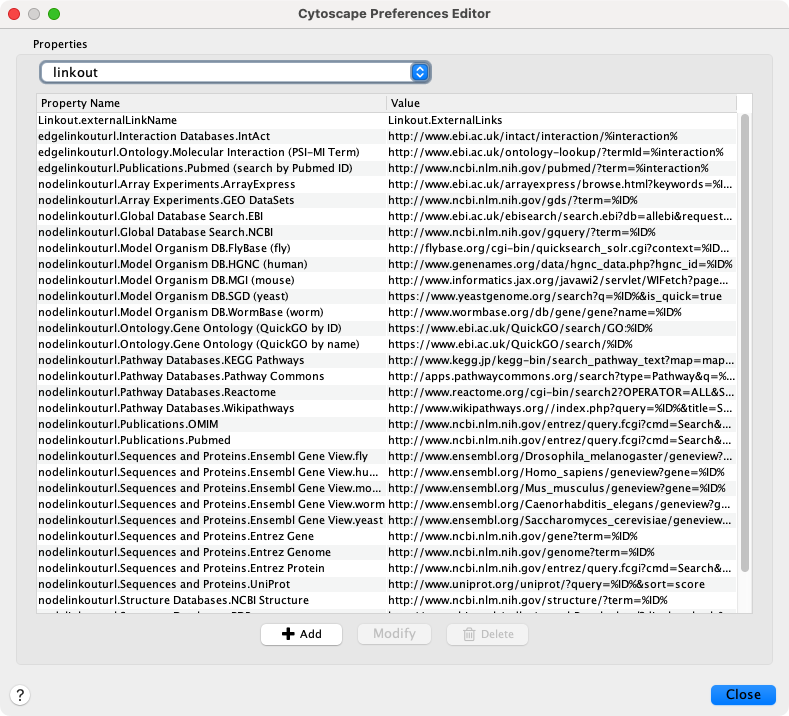 Cytoscape Preferences Editor
Properties
linkout
Property Name Value
Linkout.externalLinkName Linkout.ExternalLinks
edgelinkouturl.Interaction Databases.IntAct http://www.ebi.ac.uk/intact/interaction/%interaction%
edgelinkouturl.Ontology.Molecular Interaction (PSI-MI Term) http://www.ebi.ac.uk/ontology-lookup/?termId=%interaction%
edgelinkouturl.Publications.Pubmed (search by Pubmed ID) http://www.ncbi.nlm.nih.gov/pubmed/?term=%interaction%
nodelinkouturl.Array Experiments.ArrayExpress http://www.ebi.ac.uk/arrayexpress/browse.html?keywords=%I...
nodelinkouturl.Array Experiments.GEO DataSets http://www.ncbi.nlm.nih.gov/gds/?term=%ID%
nodelinkouturl.Global Database Search.EBI http://www.ebi.ac.uk/ebisearch/search.ebi?db=allebi&request...
nodelinkouturl.Global Database Search.NCBI http://www.ncbi.nlm.nih.gov/gquery/?term=%ID%
nodelinkouturl.Model Organism DB.FlyBase (fly) http://flybase.org/cgi-bin/quicksearch_solr.cgi?context=%ID...
nodelinkouturl.Model Organism DB.HGNC (human) http://www.genenames.org/data/hgnc_data.php?hgnc_id=%ID%
nodelinkouturl.Model Organism DB.MGI (mouse) http://www.informatics.jax.org/javawi2/servlet/WIFetch?page...
nodelinkouturl.Model Organism DB.SGD (yeast) https://www.yeastgenome.org/search?q=%ID%&is_quick=true
nodelinkouturl.Model Organism DB.WormBase (worm) http://www.wormbase.org/db/gene/gene?name=%ID%
nodelinkouturl.Ontology.Gene Ontology (QuickGO by ID) https://www.ebi.ac.uk/QuickGO/search/GO:%ID%
nodelinkouturl.Ontology.Gene Ontology (QuickGO by name) https://www.ebi.ac.uk/QuickGO/search/%ID%
nodelinkouturl.Pathway Databases.KEGG Pathways http://www.kegg.jp/kegg-bin/search_pathway_text?map=map...
nodelinkouturl.Pathway Databases.Pathway Commons http://apps.pathwaycommons.org/search?type=Pathway&q=%...
nodelinkouturl.Pathway Databases.Reactome http://www.reactome.org/cgi-bin/search2?OPERATOR=ALL&S...
nodelinkouturl.Pathway Databases.Wikipathways http://www.wikipathways.org//index.php?query=%ID%&title=S...
nodelinkouturl.Publications.OMIM http://www.ncbi.nlm.nih.gov/entrez/query.fcgi?cmd=Search&...
nodelinkouturl.Publications.Pubmed http://www.ncbi.nlm.nih.gov/entrez/query.fcgi?cmd=Search&...
nodelinkouturl.Sequences and Proteins.Ensembl Gene View.fly http://www.ensembl.org/Drosophila_melanogaster/geneview?...
nodelinkouturl.Sequences and Proteins.Ensembl Gene View.hu... http://www.ensembl.org/Homo_sapiens/geneview?gene=%ID%
nodelinkouturl.Sequences and Proteins.Ensembl Gene View.mo... http://www.ensembl.org/Mus_musculus/geneview?gene=%ID%
nodelinkouturl.Sequences and Proteins.Ensembl Gene View.worm http://www.ensembl.org/Caenorhabditis_elegans/geneview?g...
nodelinkouturl.Sequences and Proteins.Ensembl Gene View.yeast http://www.ensembl.org/Saccharomyces_cerevisiae/geneview...
nodelinkouturl.Sequences and Proteins.Entrez Gene http://www.ncbi.nlm.nih.gov/gene?term=%ID%
nodelinkouturl.Sequences and Proteins.Entrez Genome http://www.ncbi.nlm.nih.gov/genome?term=%ID%
nodelinkouturl.Sequences and Proteins.Entrez Protein http://www.ncbi.nlm.nih.gov/entrez/query.fcgi?cmd=Search&...
nodelinkouturl.Sequences and Proteins.UniProt http://www.uniprot.org/uniprot/?query=%ID%&sort=score
nodelinkouturl.Structure Databases.NCBI Structure http://www.ncbi.nlm.nih.gov/structure/?term=%ID%
Add Modify Delete
? Close